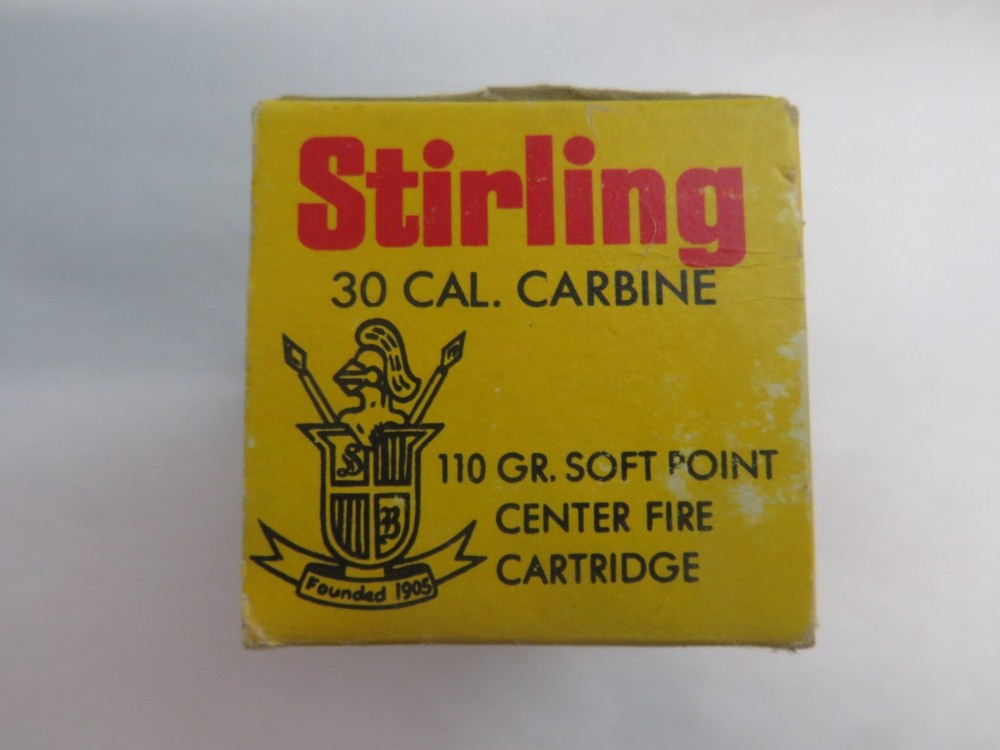 Stirling
30 CAL. CARBINE
S
110 GR. SOFT POINT
B
CENTER FIRE
CARTRIDGE
Founded 1905